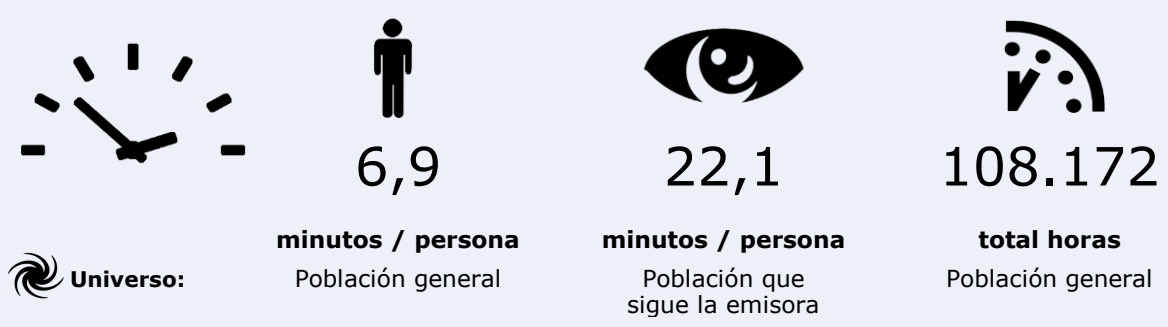 6,9
22,1
108.172
minutos / persona
minutos / persona
total horas
Universo:
Población general
Población que
sigue la emisora
Población general